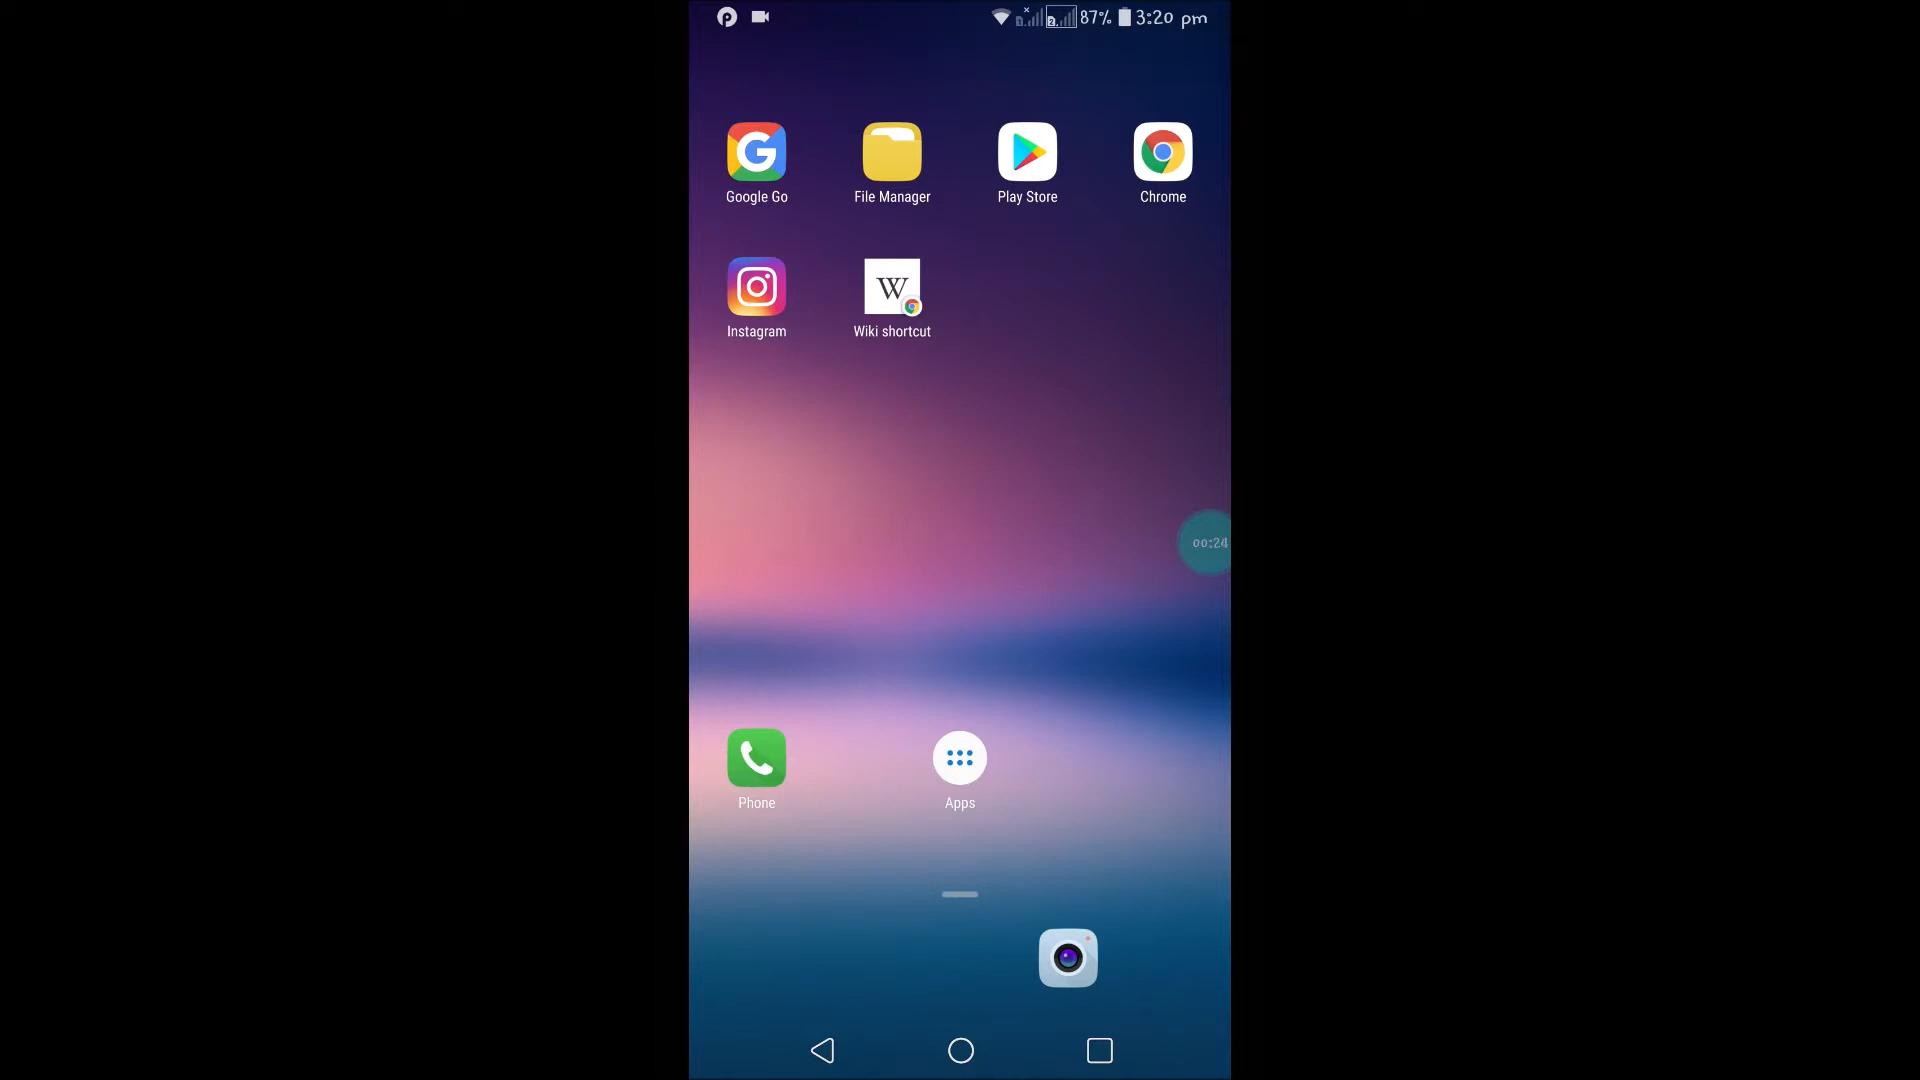 87% 3:20 pm
Google Go
File Manager
Play Store
Chrome
W
Instagram
Wiki shortcut
00:24
Phone
Apps